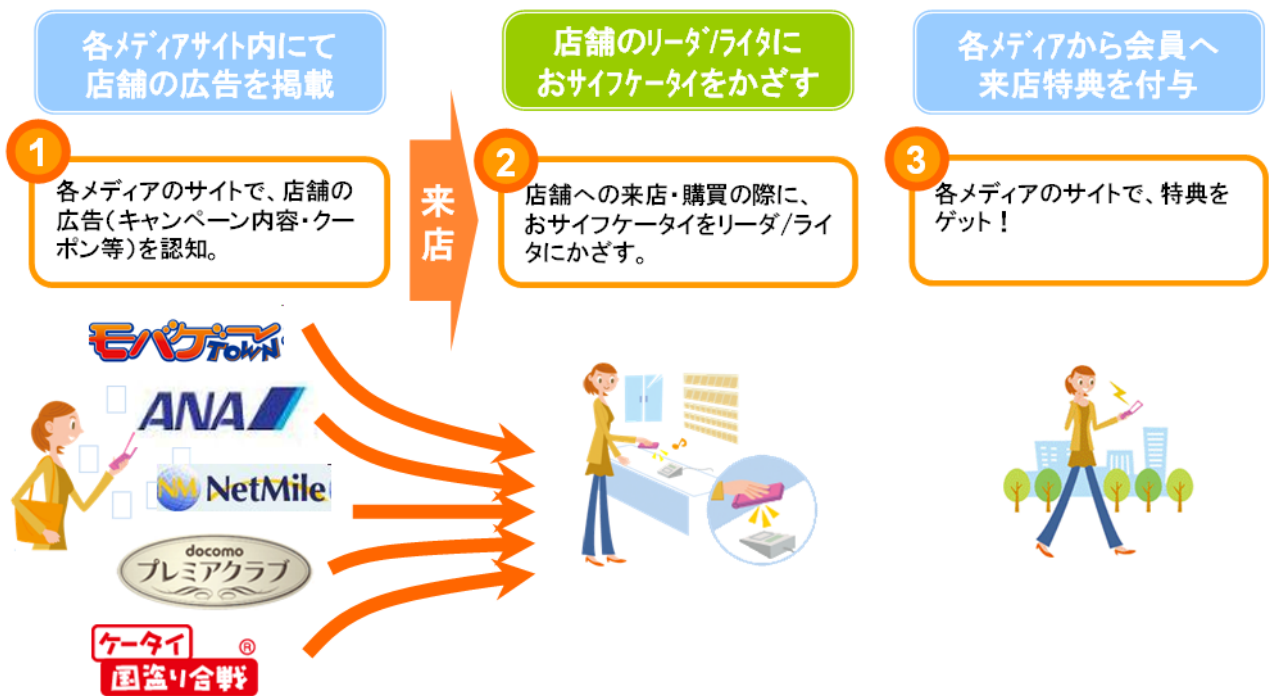 各ﾒﾃﾞｨｱｻｲﾄ内にて
店舗の広告を掲載
店舗のﾘｰﾀﾞ/ﾗｲﾀに
おｻｲﾌｹｰﾀｲをかざす
各ﾒﾃﾞｨｱから会員へ
来店特典を付与
1
各メディアのサイトで、店舗の
広告(キャンペーン内容・クー
ポン等)を認知。
来
店
2
店舗への来店・購買の際に、
おサイフケータイをリーダ/ライ
タにかざす。
3
各メディアのサイトで、特典を
ゲット!
モバゲー
TOWN
ANA
NM NetMile
docomo
プレミアクラブ
ケータイ ®
国盗り合戦